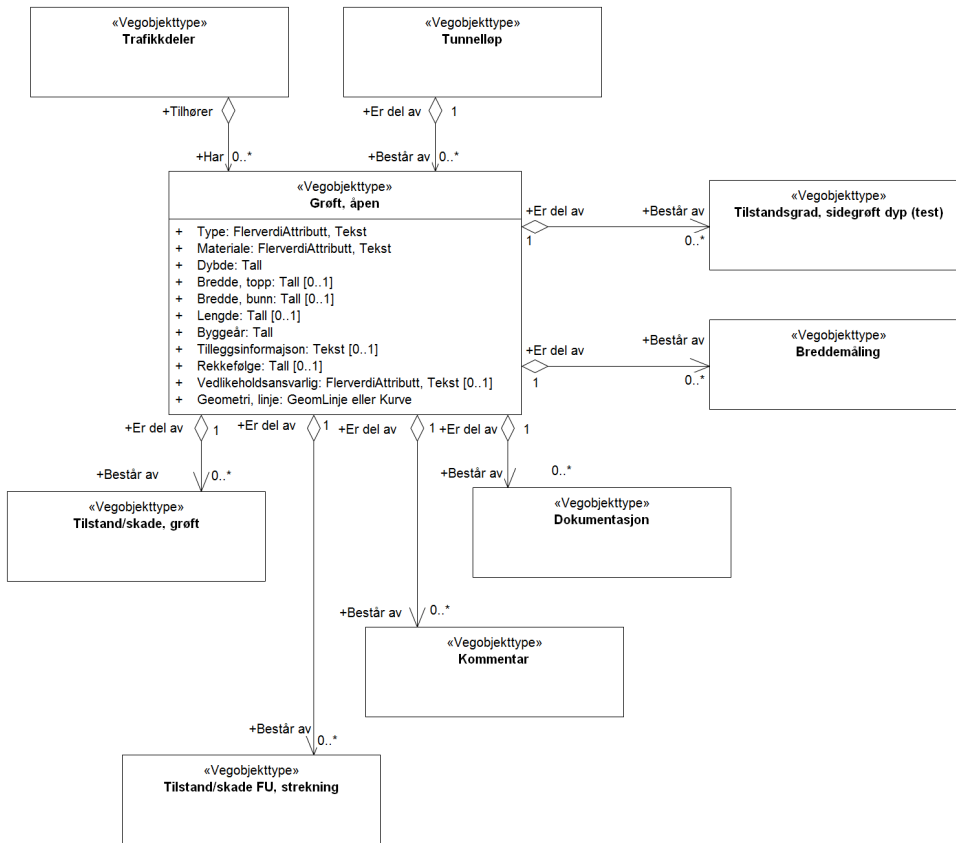 «Vegobjekttype»
Trafikkdeler
«Vegobjekttype»
Tunnelløp
+Tilhører
+Er del av 1
+Har 0..*
+Består av 0..*
«Vegobjekttype»
Grøft, åpen
+ Type: FlerverdiAttributt, Tekst
+ Materiale: FlerverdiAttributt, Tekst
+ Dybde: Tall
+ Bredde, topp: Tall [0..1]
+ Bredde, bunn: Tall [0..1]
+ Lengde: Tall [0..1]
+ Byggeår: Tall
+ Tilleggsinformajson: Tekst [0..1]
+ Rekkefølge: Tall [0..1]
+ Vedlikeholdsansvarlig: FlerverdiAttributt, Tekst [0..1]
+ Geometri, linje: GeomLinje eller Kurve
+Er del av
1
+Består av
0..*
«Vegobjekttype»
Tilstandsgrad, sidegrøft dyp (test)
+Er del av
1
+Består av
0..*
«Vegobjekttype»
Breddemåling
+Er del av 1
+Består av 0..*
«Vegobjekttype»
Tilstand/skade, grøft
+Er del av 1
+Består av
0..*
«Vegobjekttype»
Tilstand/skade FU, strekning
+Er del av 1
+Består av 0..*
«Vegobjekttype»
Kommentar
+Er del av 1
+Består av 0..*
«Vegobjekttype»
Dokumentasjon